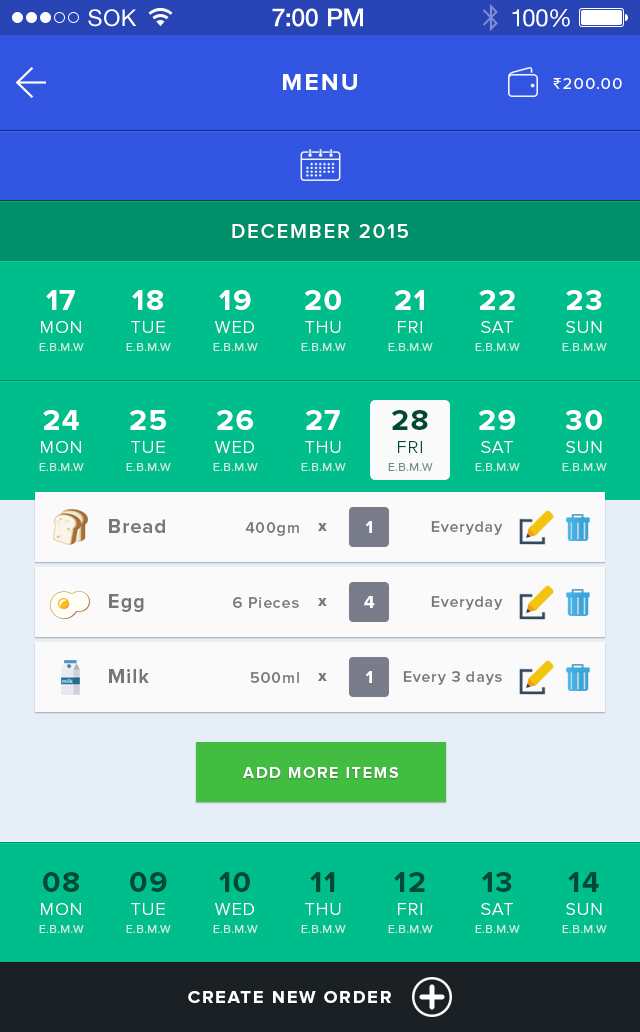 SOK 7:00 PM 100%
MENU ₹200.00
DECEMBER 2015
17 18 19 20 21 22 23
MON TUE WED THU FRI SAT SUN
E.B.M.W E.B.M.W E.B.M.W E.B.M.W E.B.M.W E.B.M.W E.B.M.W
24 25 26 27 28 29 30
MON TUE WED THU FRI SAT SUN
E.B.M.W E.B.M.W E.B.M.W E.B.M.W E.B.M.W E.B.M.W E.B.M.W
Bread 400gm x 1 Everyday
Egg 6 Pieces x 4 Everyday
milk Milk 500ml x 1 Every 3 days
ADD MORE ITEMS
08 09 10 11 12 13 14
MON TUE WED THU FRI SAT SUN
E.B.M.W E.B.M.W E.B.M.W E.B.M.W E.B.M.W E.B.M.W E.B.M.W
CREATE NEW ORDER